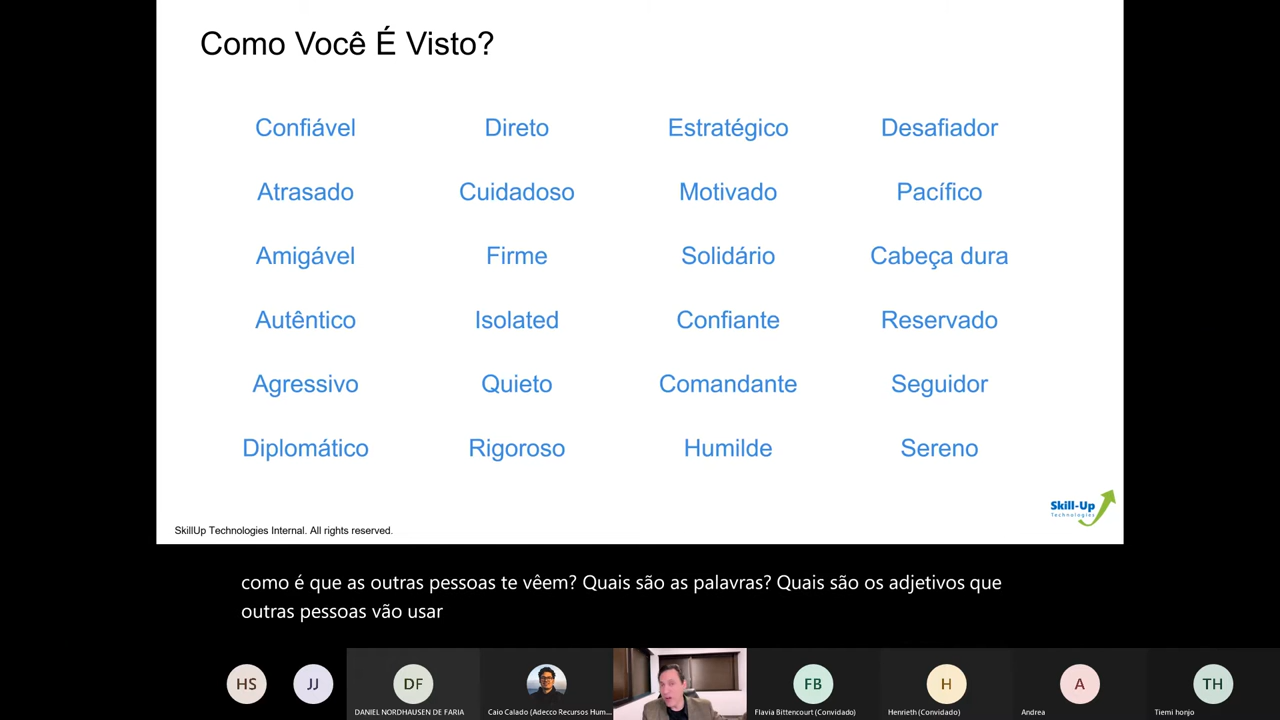 Como Você É Visto?
Confiável Direto Estratégico Desafiador
Atrasado Cuidadoso Motivado Pacífico
Amigável Firme Solidário Cabeça dura
Autêntico Isolated Confiante Reservado
Agressivo Quieto Comandante Seguidor
Diplomático Rigoroso Humilde Sereno
Skill-Up
Technologies
SkillUp Technologies Internal. All rights reserved.
como é que as outras pessoas te vêem? Quais são as palavras? Quais são os adjetivos que
outras pessoas vão usar
HS JJ DF FB H A TH
DANIEL NORDHAUSEN DE FARIA Caio Calado (Adecco Recursos Hum... Flavia Bittencourt (Convidado) Henrieth (Convidado) Andrea Tiemi honjo